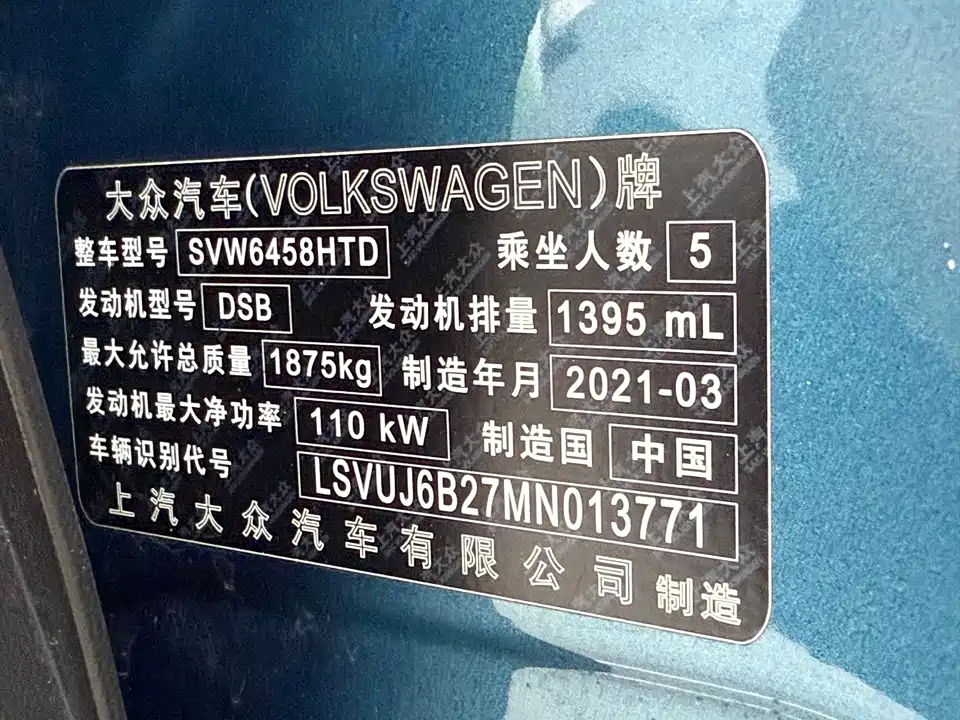 大众汽车(VOLKSWAGEN)牌
整车型号 SVW6458HTD 乘坐人数 5
发动机型号 DSB 发动机排量 1395 mL
最大允许总质量 1875kg 制造年月 2021-03
发动机最大净功率 110 kW 制造国 中国
车辆识别代号 LSVUJ6B27MN013771
上汽大众汽车有限公司 制造